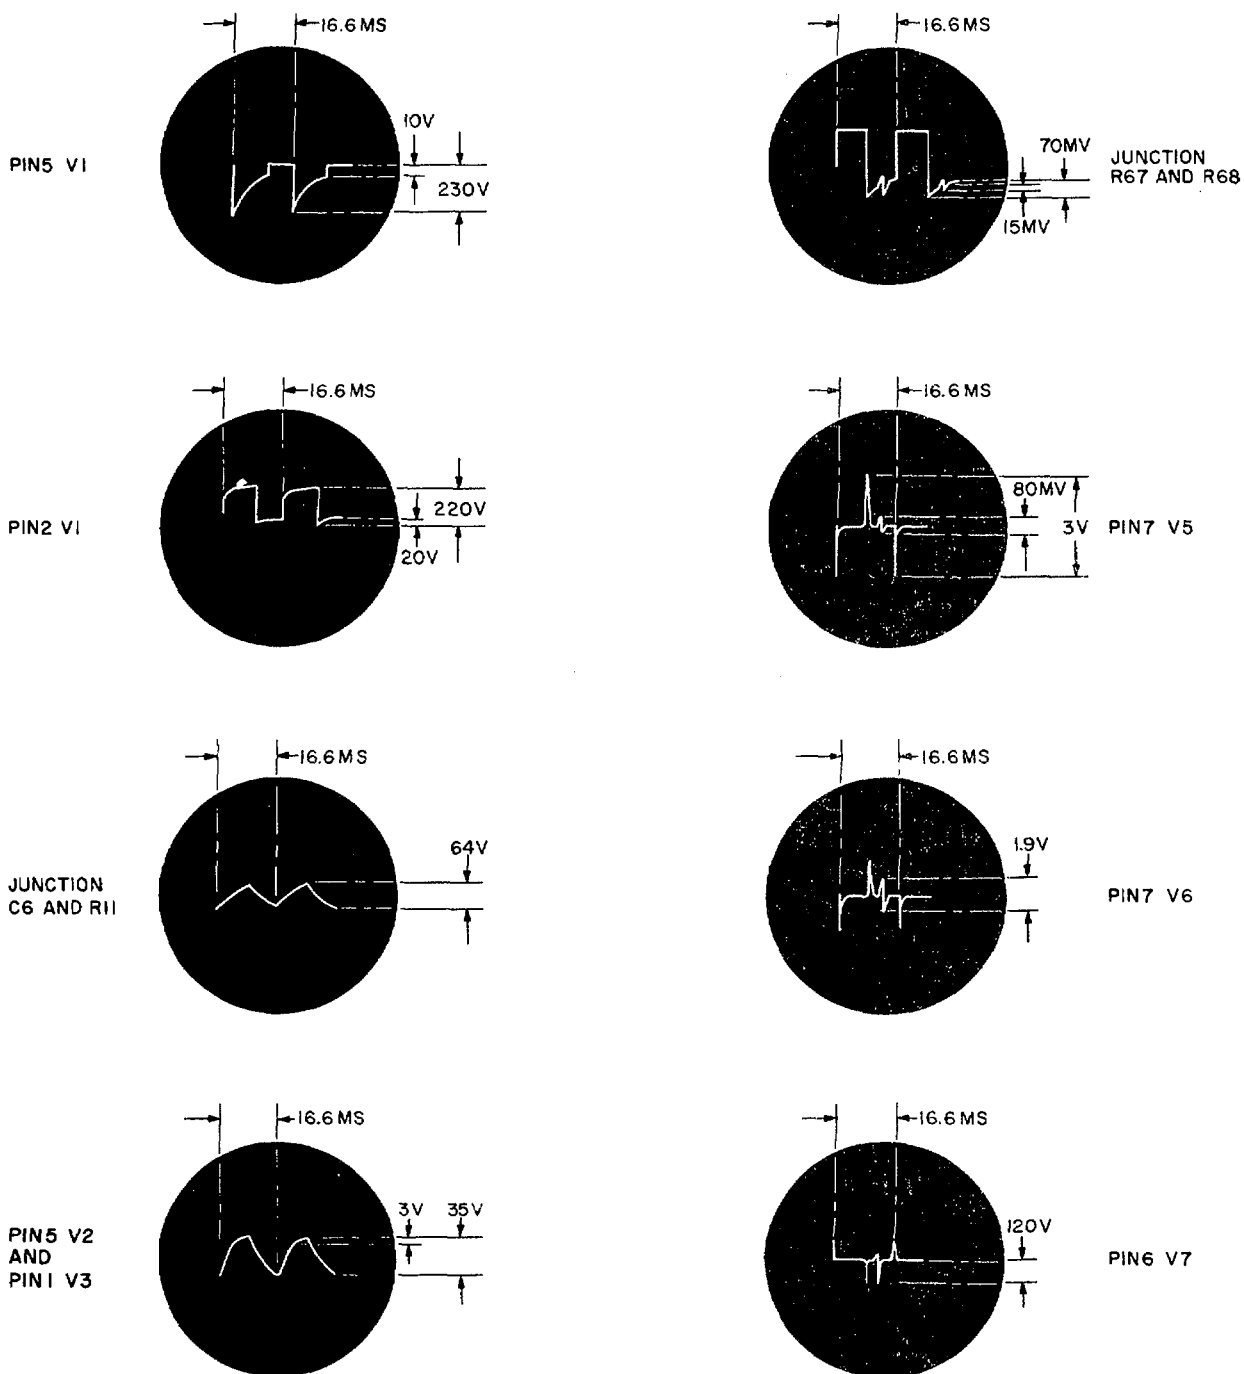 16.6 MS
10V
230V
PIN5 V1
16.6 MS
70MV
15MV
JUNCTION
R67 AND R68
16.6 MS
220V
20V
PIN2 V1
16.6 MS
80MV
3V
PIN7 V5
16.6 MS
64V
JUNCTION
C6 AND R11
16.6 MS
1.9V
PIN7 V6
16.6 MS
3V
35V
PIN5 V2
AND
PIN1 V3
16.6 MS
120V
PIN6 V7